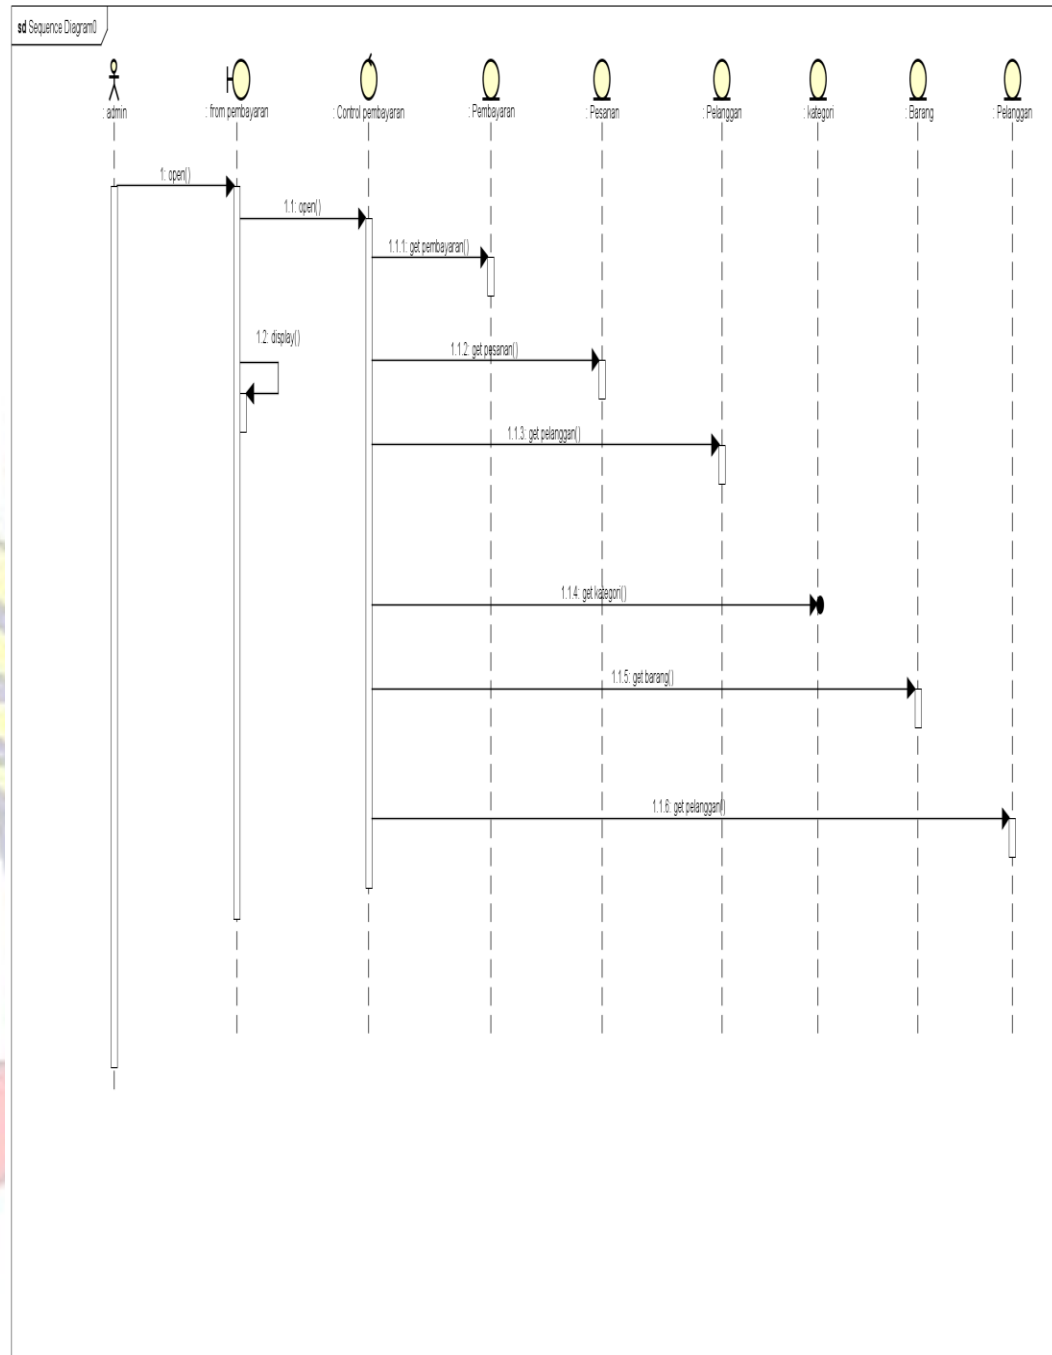 sd Sequence Diagram0
: admin
: from pembayaran
: Control pembayaran
: Pembayaran
: Pesanan
: Pelanggan
: kategori
: Barang
: Pelanggan
1: open()
1.1: open()
1.1.1: get pembayaran()
1.2: display()
1.1.2: get pesanan()
1.1.3: get pelanggan()
1.1.4: get kategori()
1.1.5: get barang()
1.1.6: get pelanggan()